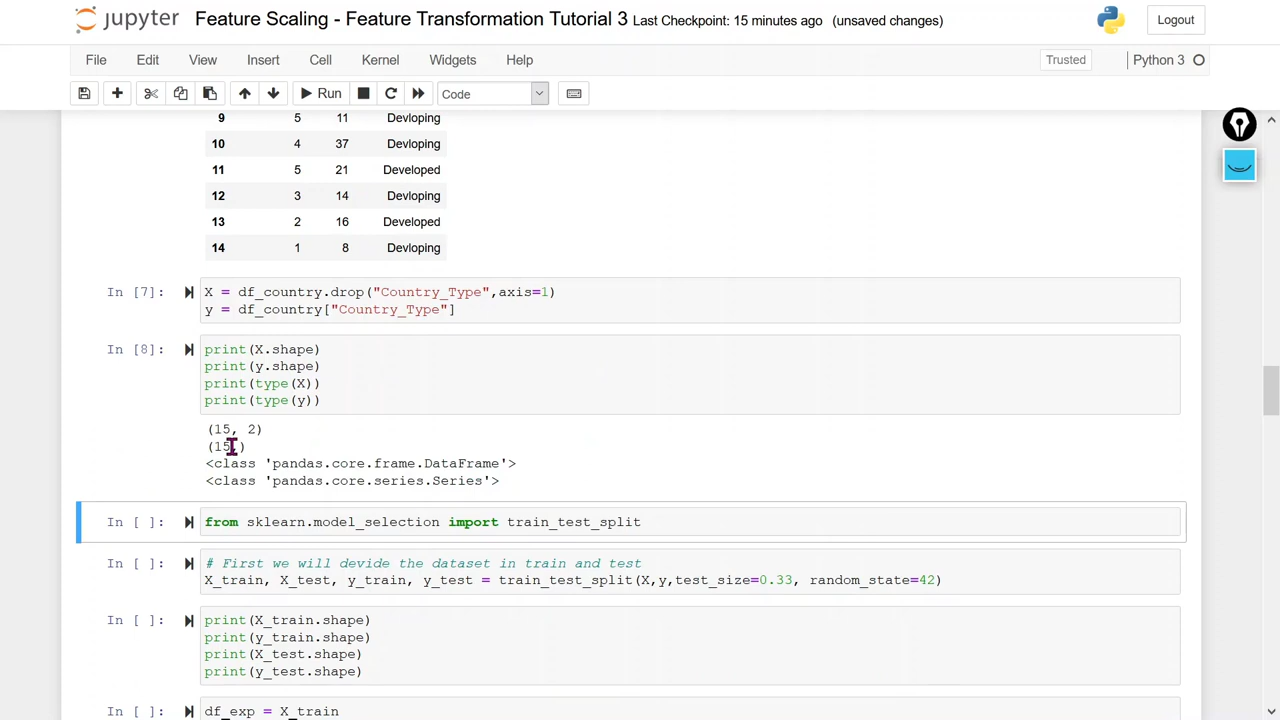 jupyter Feature Scaling - Feature Transformation Tutorial 3 Last Checkpoint: 15 minutes ago (unsaved changes) Logout
File Edit View Insert Cell Kernel Widgets Help Trusted Python 3
Run Code
9 5 11 Devloping
10 4 37 Devloping
11 5 21 Developed
12 3 14 Devloping
13 2 16 Developed
14 1 8 Devloping
In [7]: X = df_country.drop("Country_Type",axis=1)
y = df_country["Country_Type"]
In [8]: print(X.shape)
print(y.shape)
print(type(X))
print(type(y))
(15, 2)
(15,)
<class 'pandas.core.frame.DataFrame'>
<class 'pandas.core.series.Series'>
In [ ]: from sklearn.model_selection import train_test_split
In [ ]: # First we will devide the dataset in train and test
X_train, X_test, y_train, y_test = train_test_split(X,y,test_size=0.33, random_state=42)
In [ ]: print(X_train.shape)
print(y_train.shape)
print(X_test.shape)
print(y_test.shape)
In [ ]: df_exp = X_train